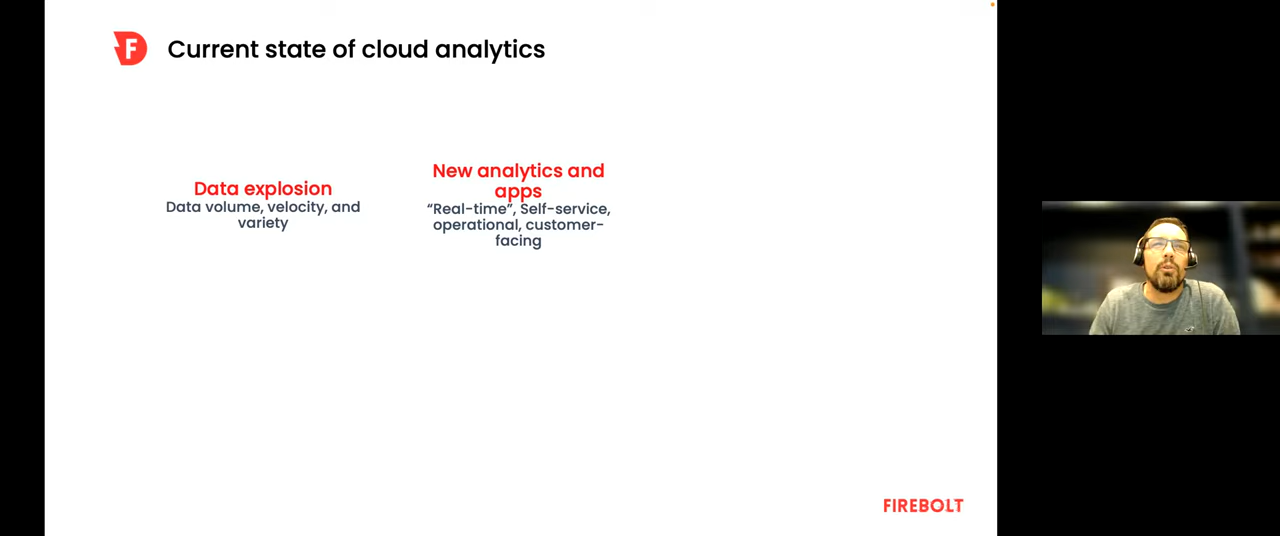 F
Current state of cloud analytics
Data explosion
Data volume, velocity, and
variety
New analytics and
apps
“Real-time”, Self-service,
operational, customer-
facing
FIREBOLT